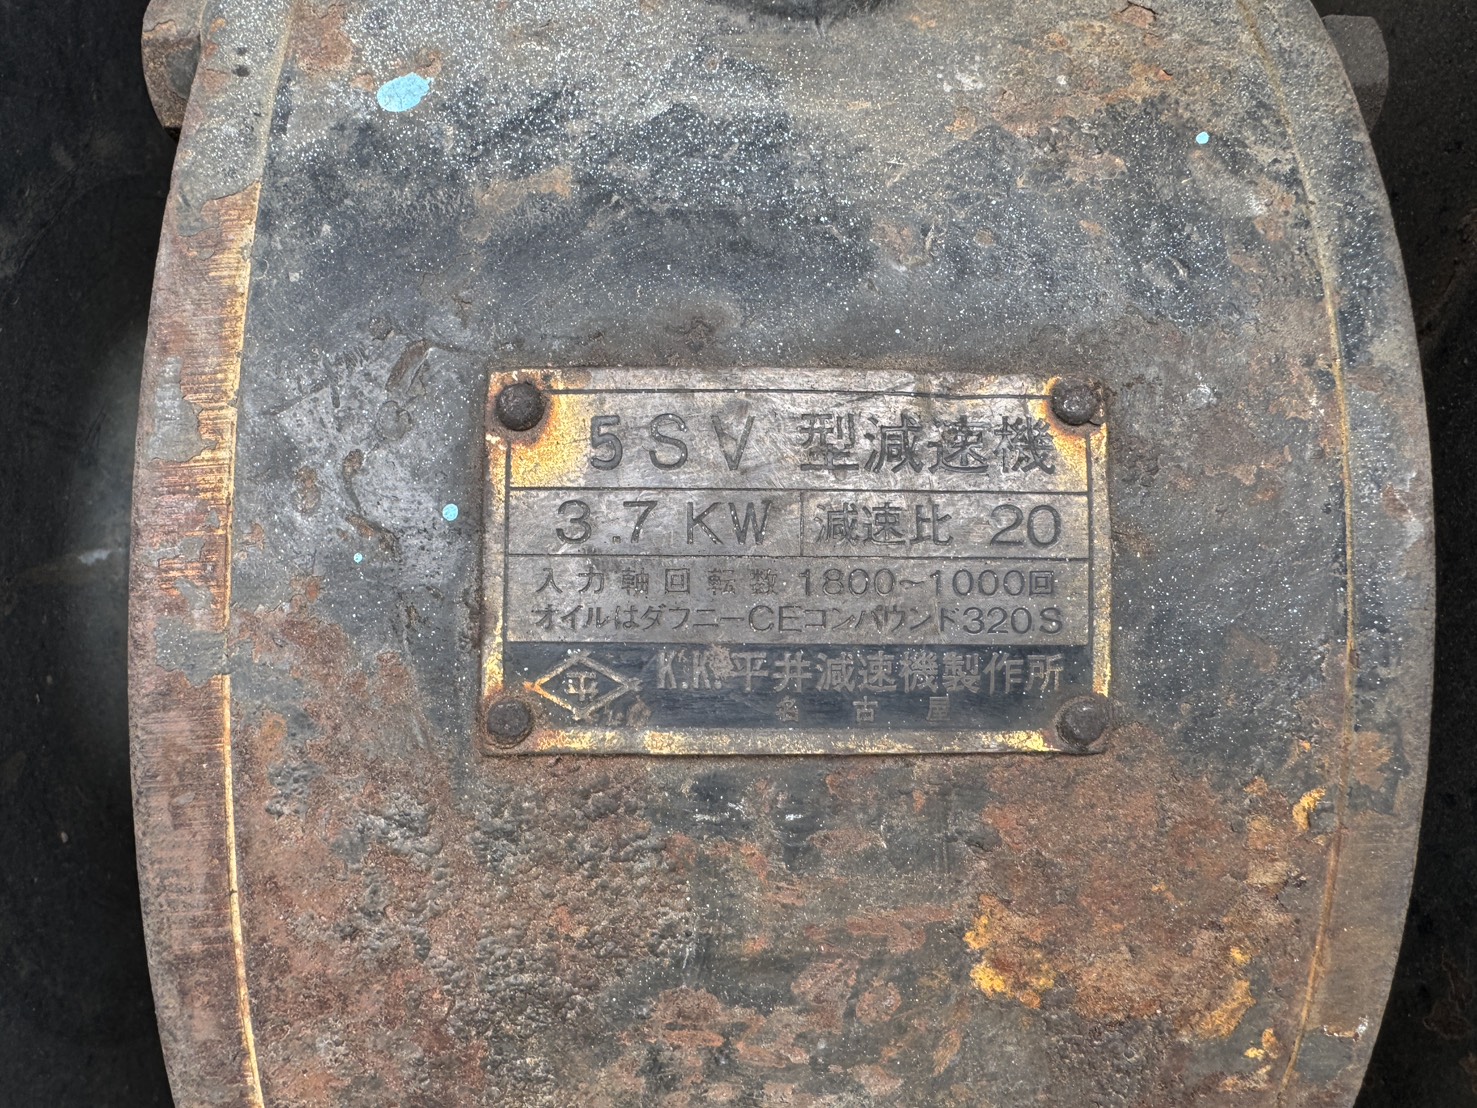 5SV 型減速機
3.7KW 減速比 20
入力軸回転数 1800~1000回
オイルはダフニーCEコンパウンド320S
K.K.平井減速機製作所
名古屋